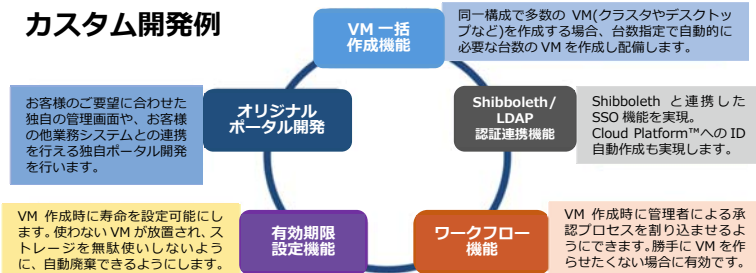 カスタム開発例
VM 一括
作成機能
同一構成で多数の VM(クラスタやデスクトッ
プなど)を作成する場合、台数指定で自動的に
必要な台数の VM を作成し配備します。
お客様のご要望に合わせた
独自の管理画面や、お客様
の他業務システムとの連携
を行える独自ポータル開発
を行います。
オリジナル
ポータル開発
Shibboleth/
LDAP
認証連携機能
Shibboleth と連携した
SSO 機能を実現。
Cloud Platform™への ID
自動作成も実現します。
VM 作成時に寿命を設定可能にし
ます。使わない VM が放置され、ス
トレージを無駄使いしないよう
に、自動廃棄できるようにします。
有効期限
設定機能
ワークフロー
機能
VM 作成時に管理者による承
認プロセスを割り込ませるよ
うにできます。勝手に VM を作
らせたくない場合に有効です。